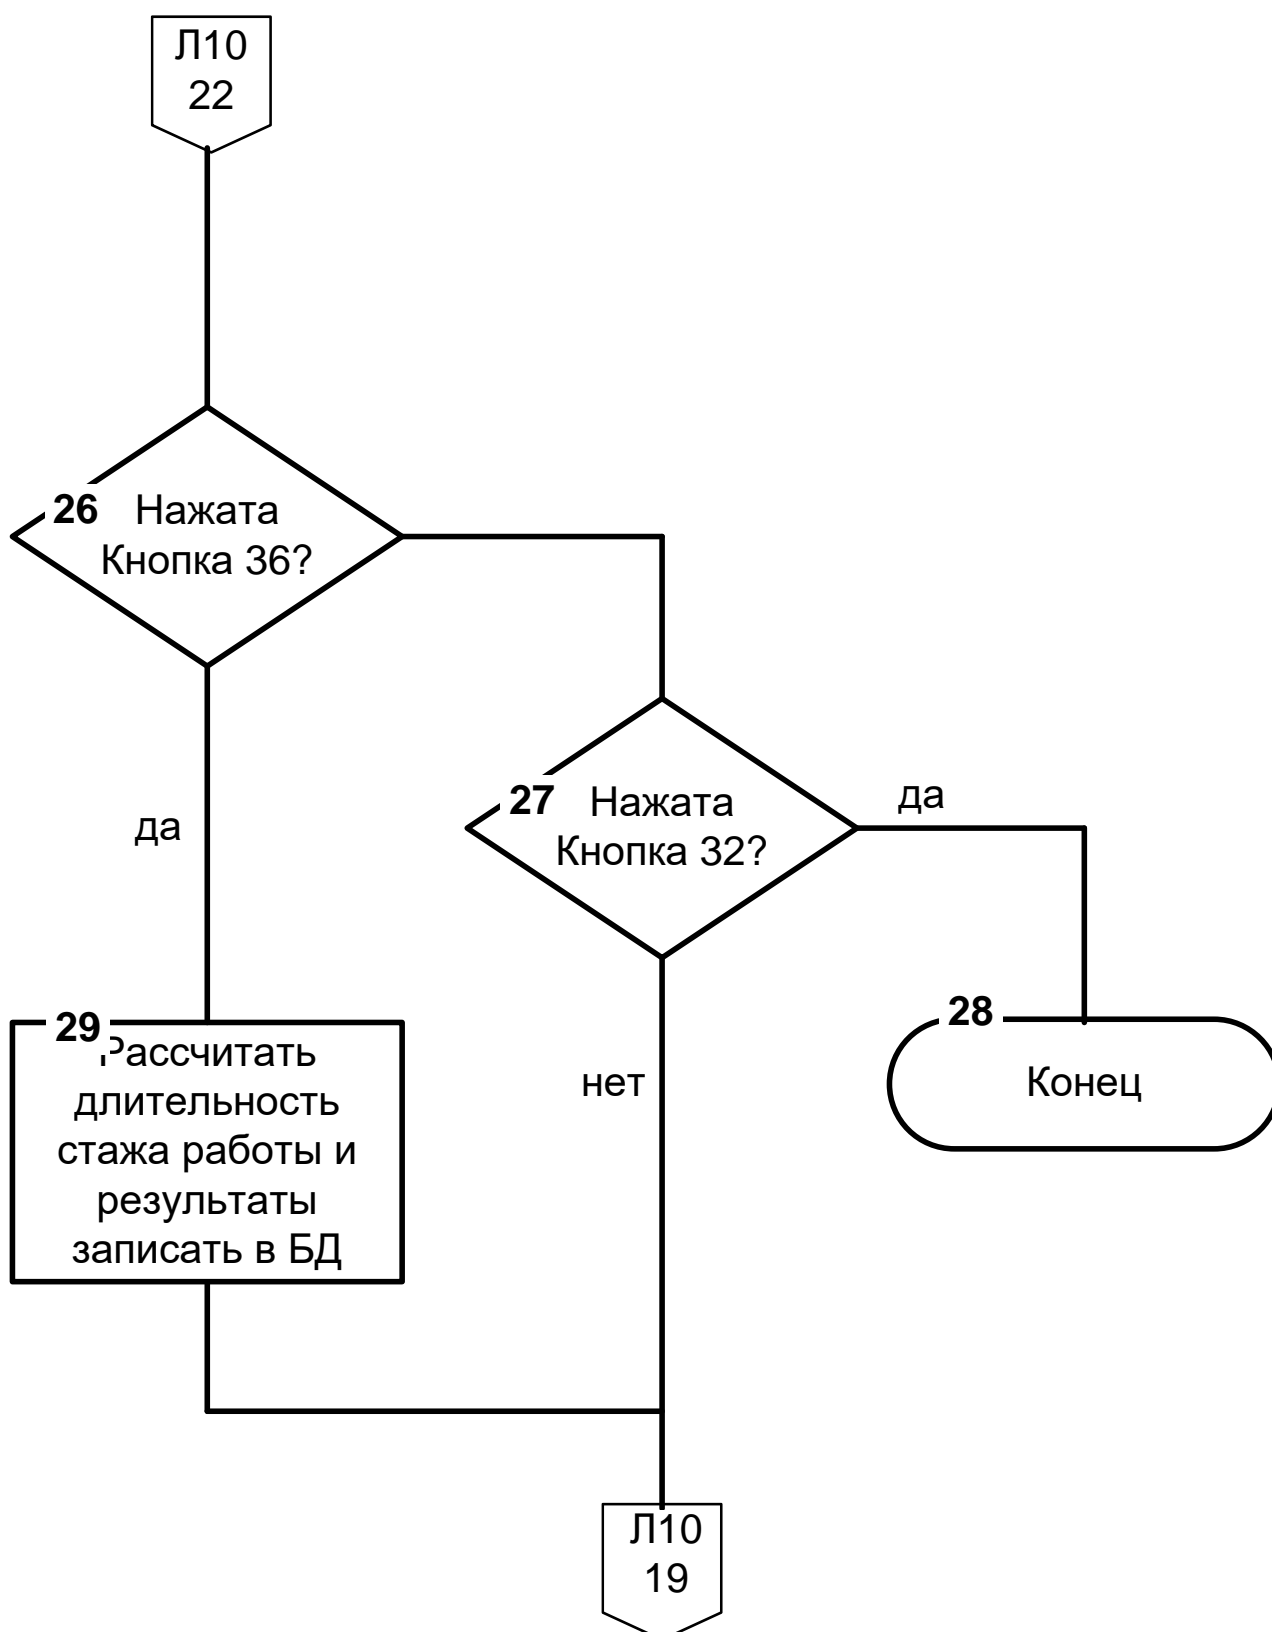 Л10
22
26
Нажата
Кнопка 36?
27
Нажата
Кнопка 32?
да
да
29
Рассчитать
длительность
стажа работы и
результаты
записать в БД
нет
28
Конец
Л10
19